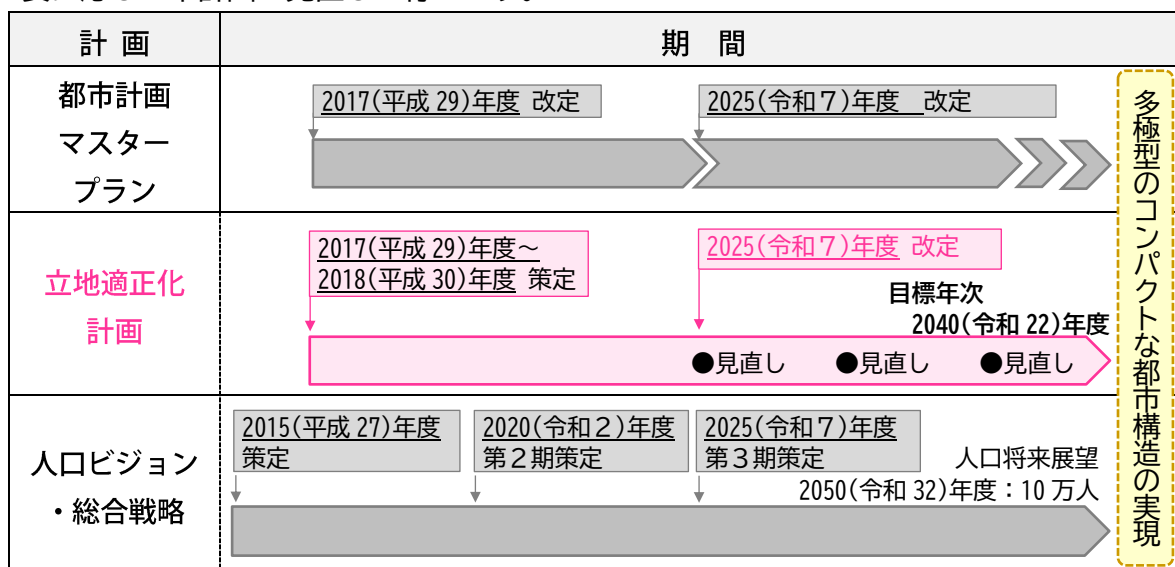 計 画
期 間
都市計画
マスター
プラン
2017(平成 29)年度 改定
2025(令和７)年度 改定
立地適正化
計画
2017(平成 29)年度～
2018(平成 30)年度 策定
2025(令和７)年度 改定
目標年次
2040(令和 22)年度
●見直し ●見直し ●見直し
人口ビジョン
・総合戦略
2015(平成 27)年度
策定
2020(令和２)年度
第２期策定
2025(令和７)年度
第３期策定
人口将来展望
2050(令和 32)年度：10 万人
多極型のコンパクトな都市構造の実現